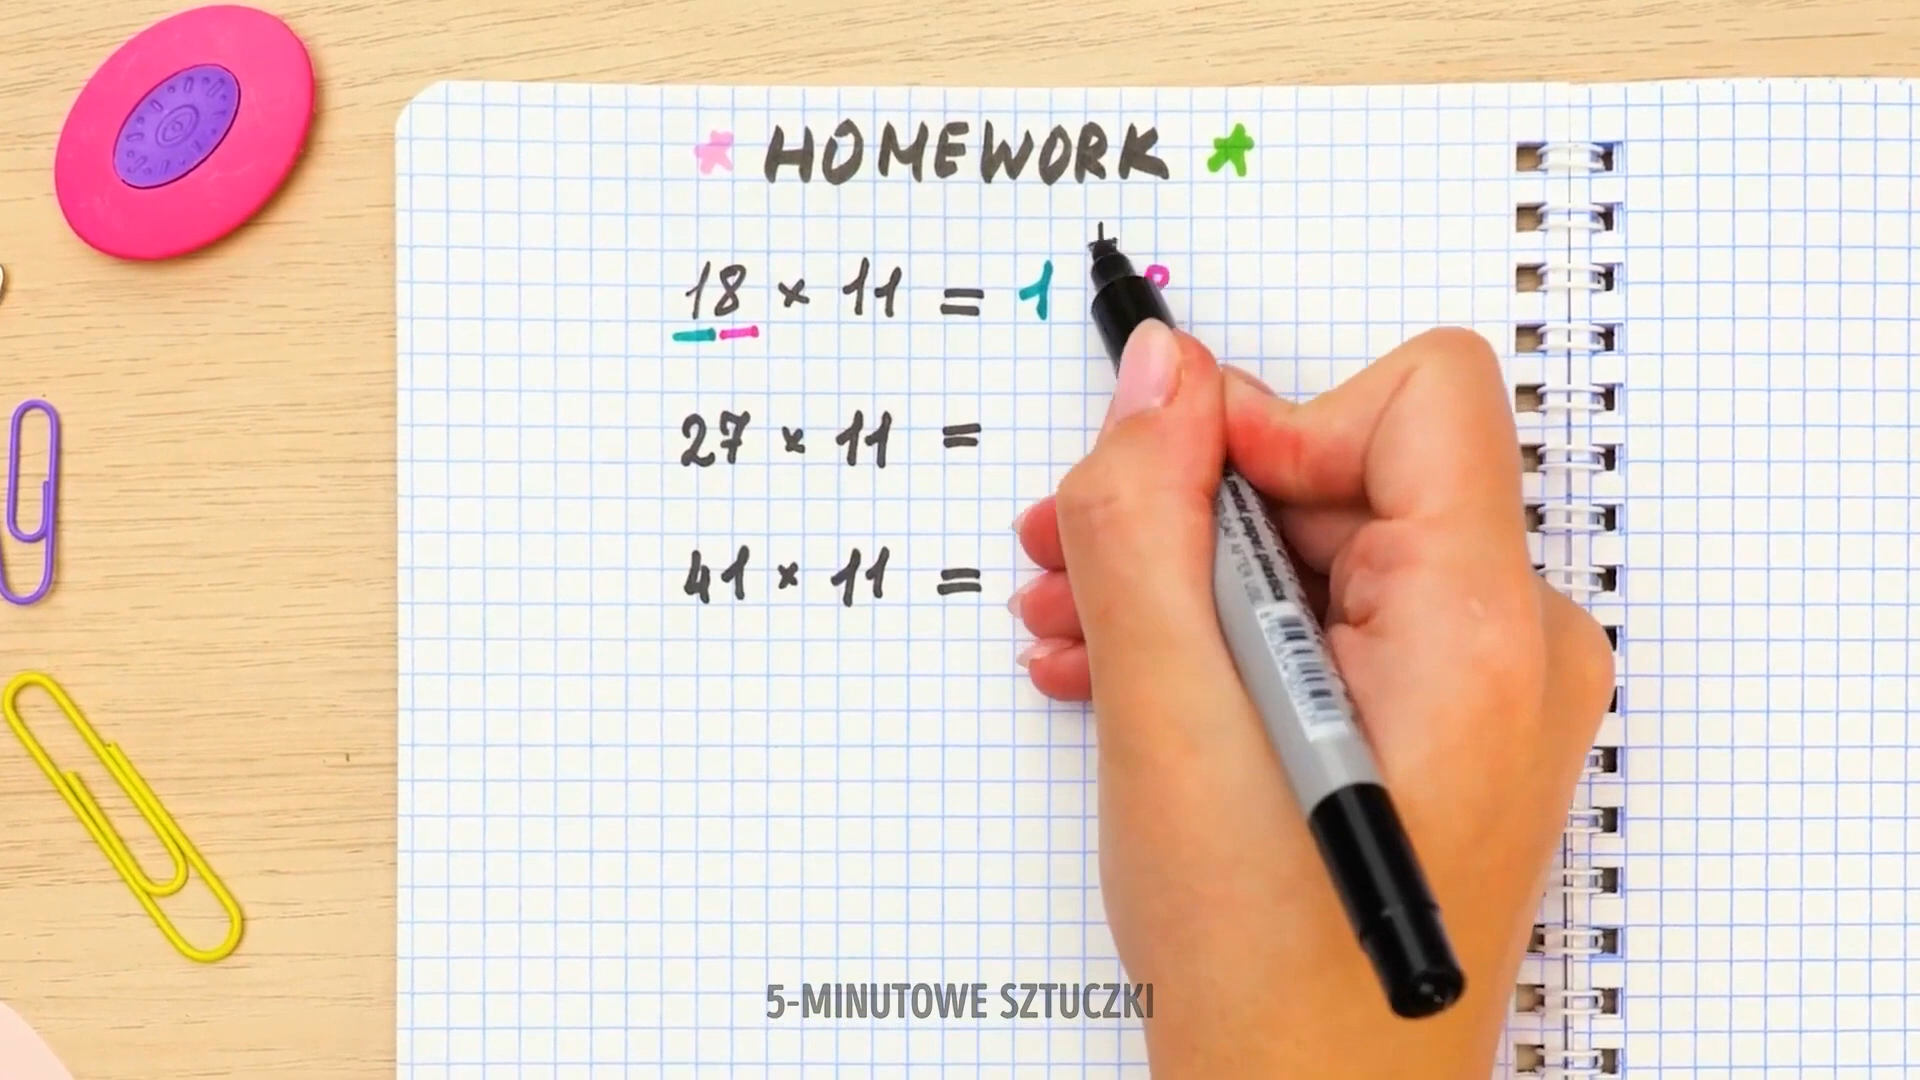 HOMEWORK
18 × 11 = 1
27 × 11 =
41 × 11 =
5-MINUTOWE SZTUCZKI